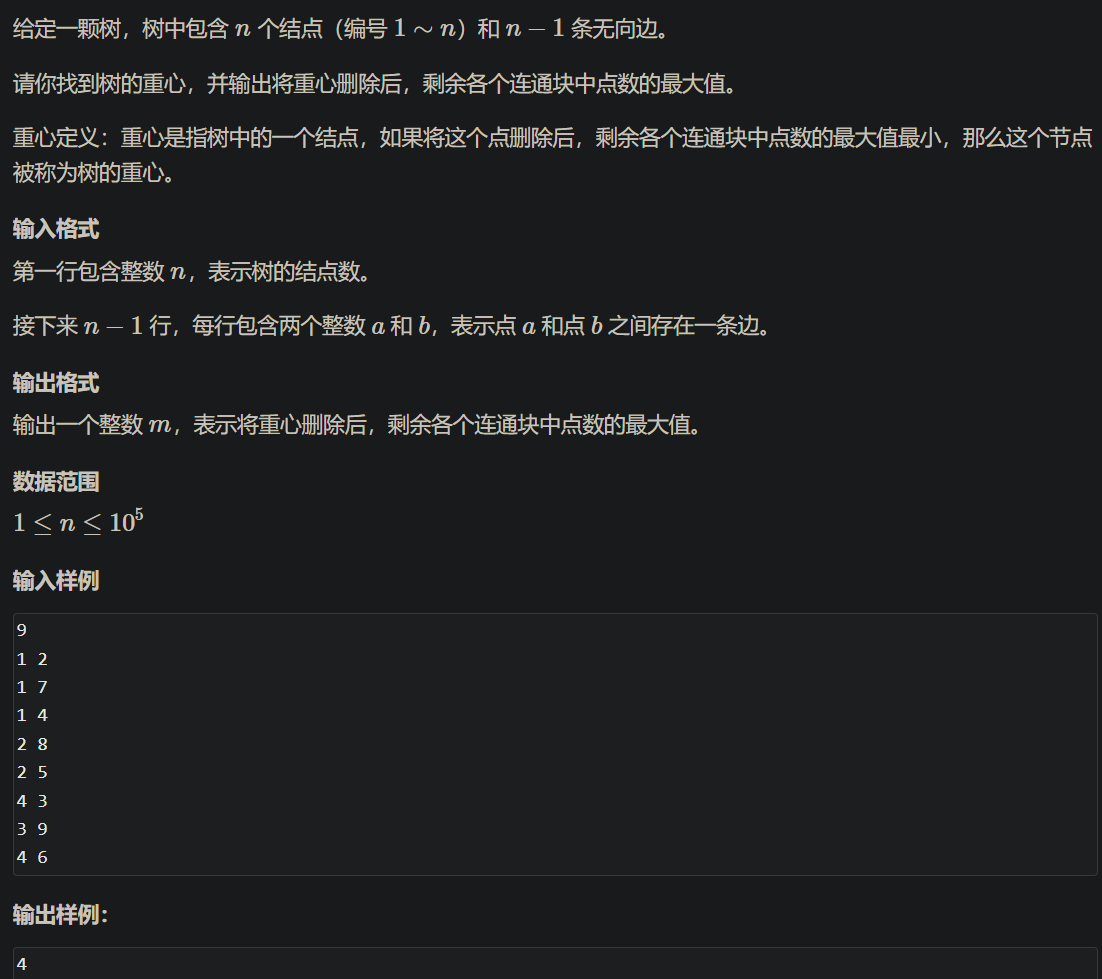 给定一颗树，树中包含 n 个结点（编号 1 ∼ n）和 n − 1 条无向边。
请你找到树的重心，并输出将重心删除后，剩余各个连通块中点数的最大值。
重心定义：重心是指树中的一个结点，如果将这个点删除后，剩余各个连通块中点数的最大值最小，那么这个节点
被称为树的重心。
输入格式
第一行包含整数 n，表示树的结点数。
接下来 n − 1 行，每行包含两个整数 a 和 b，表示点 a 和点 b 之间存在一条边。
输出格式
输出一个整数 m，表示将重心删除后，剩余各个连通块中点数的最大值。
数据范围
1 ≤ n ≤ 10⁵
输入样例
9
1 2
1 7
1 4
2 8
2 5
4 3
3 9
4 6
输出样例：
4